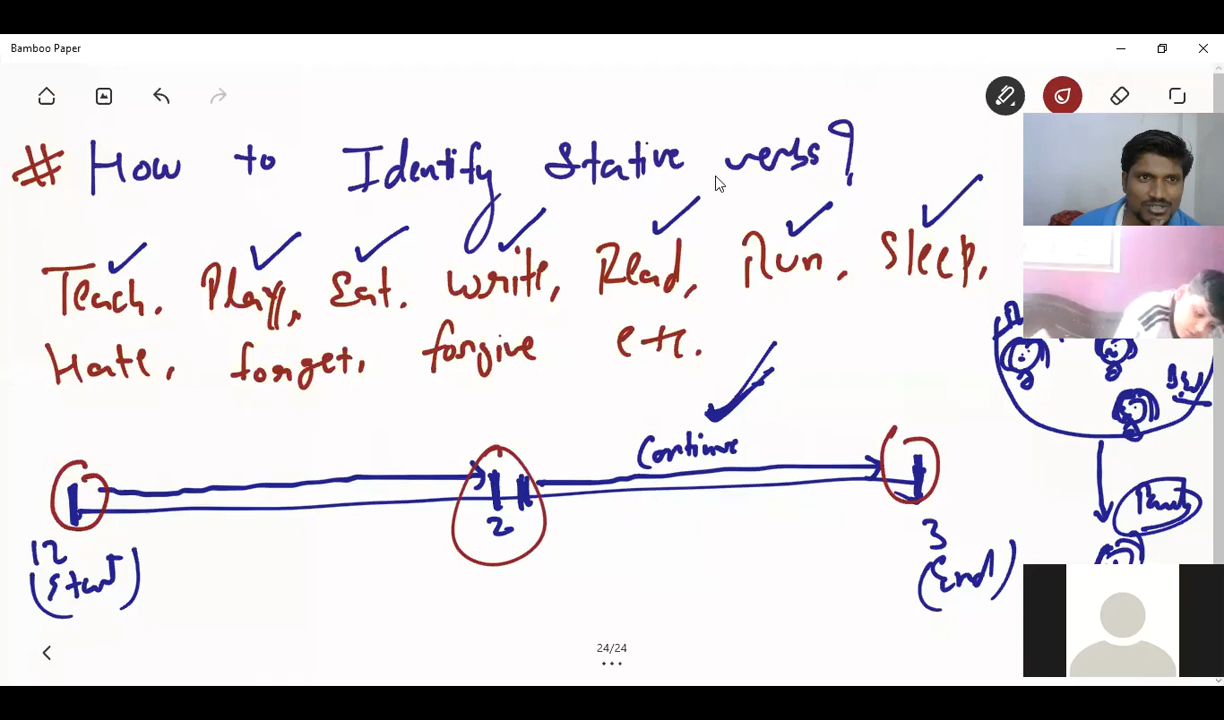 Bamboo Paper
# How to Identify Stative verbs?
Teach. Play, Eat. write, Read, Run, Sleep,
Hate, forget, forgive etc.
Continue
2
12
(Start)
3
(End)
24/24